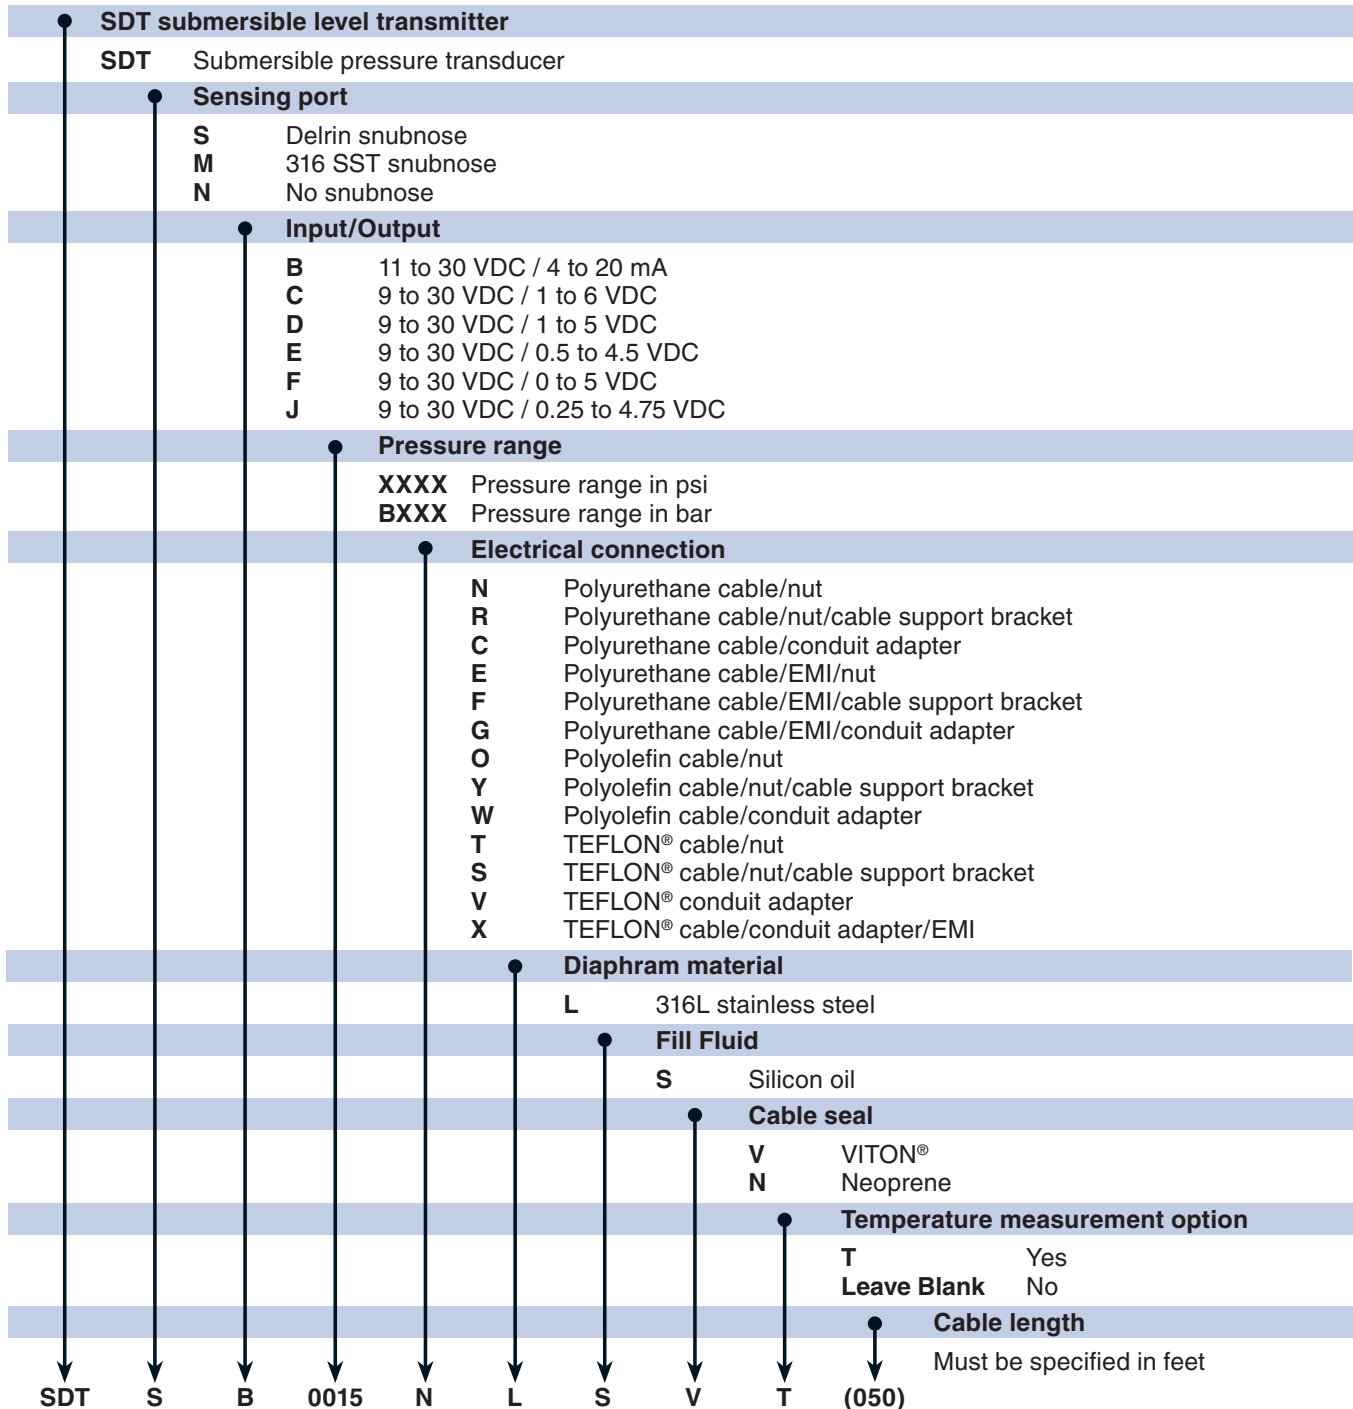 SDT submersible level transmitter
SDT Submersible pressure transducer
Sensing port
S Delrin snubnose
M 316 SST snubnose
N No snubnose
Input/Output
B 11 to 30 VDC / 4 to 20 mA
C 9 to 30 VDC / 1 to 6 VDC
D 9 to 30 VDC / 1 to 5 VDC
E 9 to 30 VDC / 0.5 to 4.5 VDC
F 9 to 30 VDC / 0 to 5 VDC
J 9 to 30 VDC / 0.25 to 4.75 VDC
Pressure range
XXXX Pressure range in psi
BXXX Pressure range in bar
Electrical connection
N Polyurethane cable/nut
R Polyurethane cable/nut/cable support bracket
C Polyurethane cable/conduit adapter
E Polyurethane cable/EMI/nut
F Polyurethane cable/EMI/cable support bracket
G Polyurethane cable/EMI/conduit adapter
O Polyolefin cable/nut
Y Polyolefin cable/nut/cable support bracket
W Polyolefin cable/conduit adapter
T TEFLON® cable/nut
S TEFLON® cable/nut/cable support bracket
V TEFLON® conduit adapter
X TEFLON® cable/conduit adapter/EMI
Diaphram material
L 316L stainless steel
Fill Fluid
S Silicon oil
Cable seal
V VITON®
N Neoprene
Temperature measurement option
T Yes
Leave Blank No
Cable length
Must be specified in feet
SDT S B 0015 N L S V T (050)